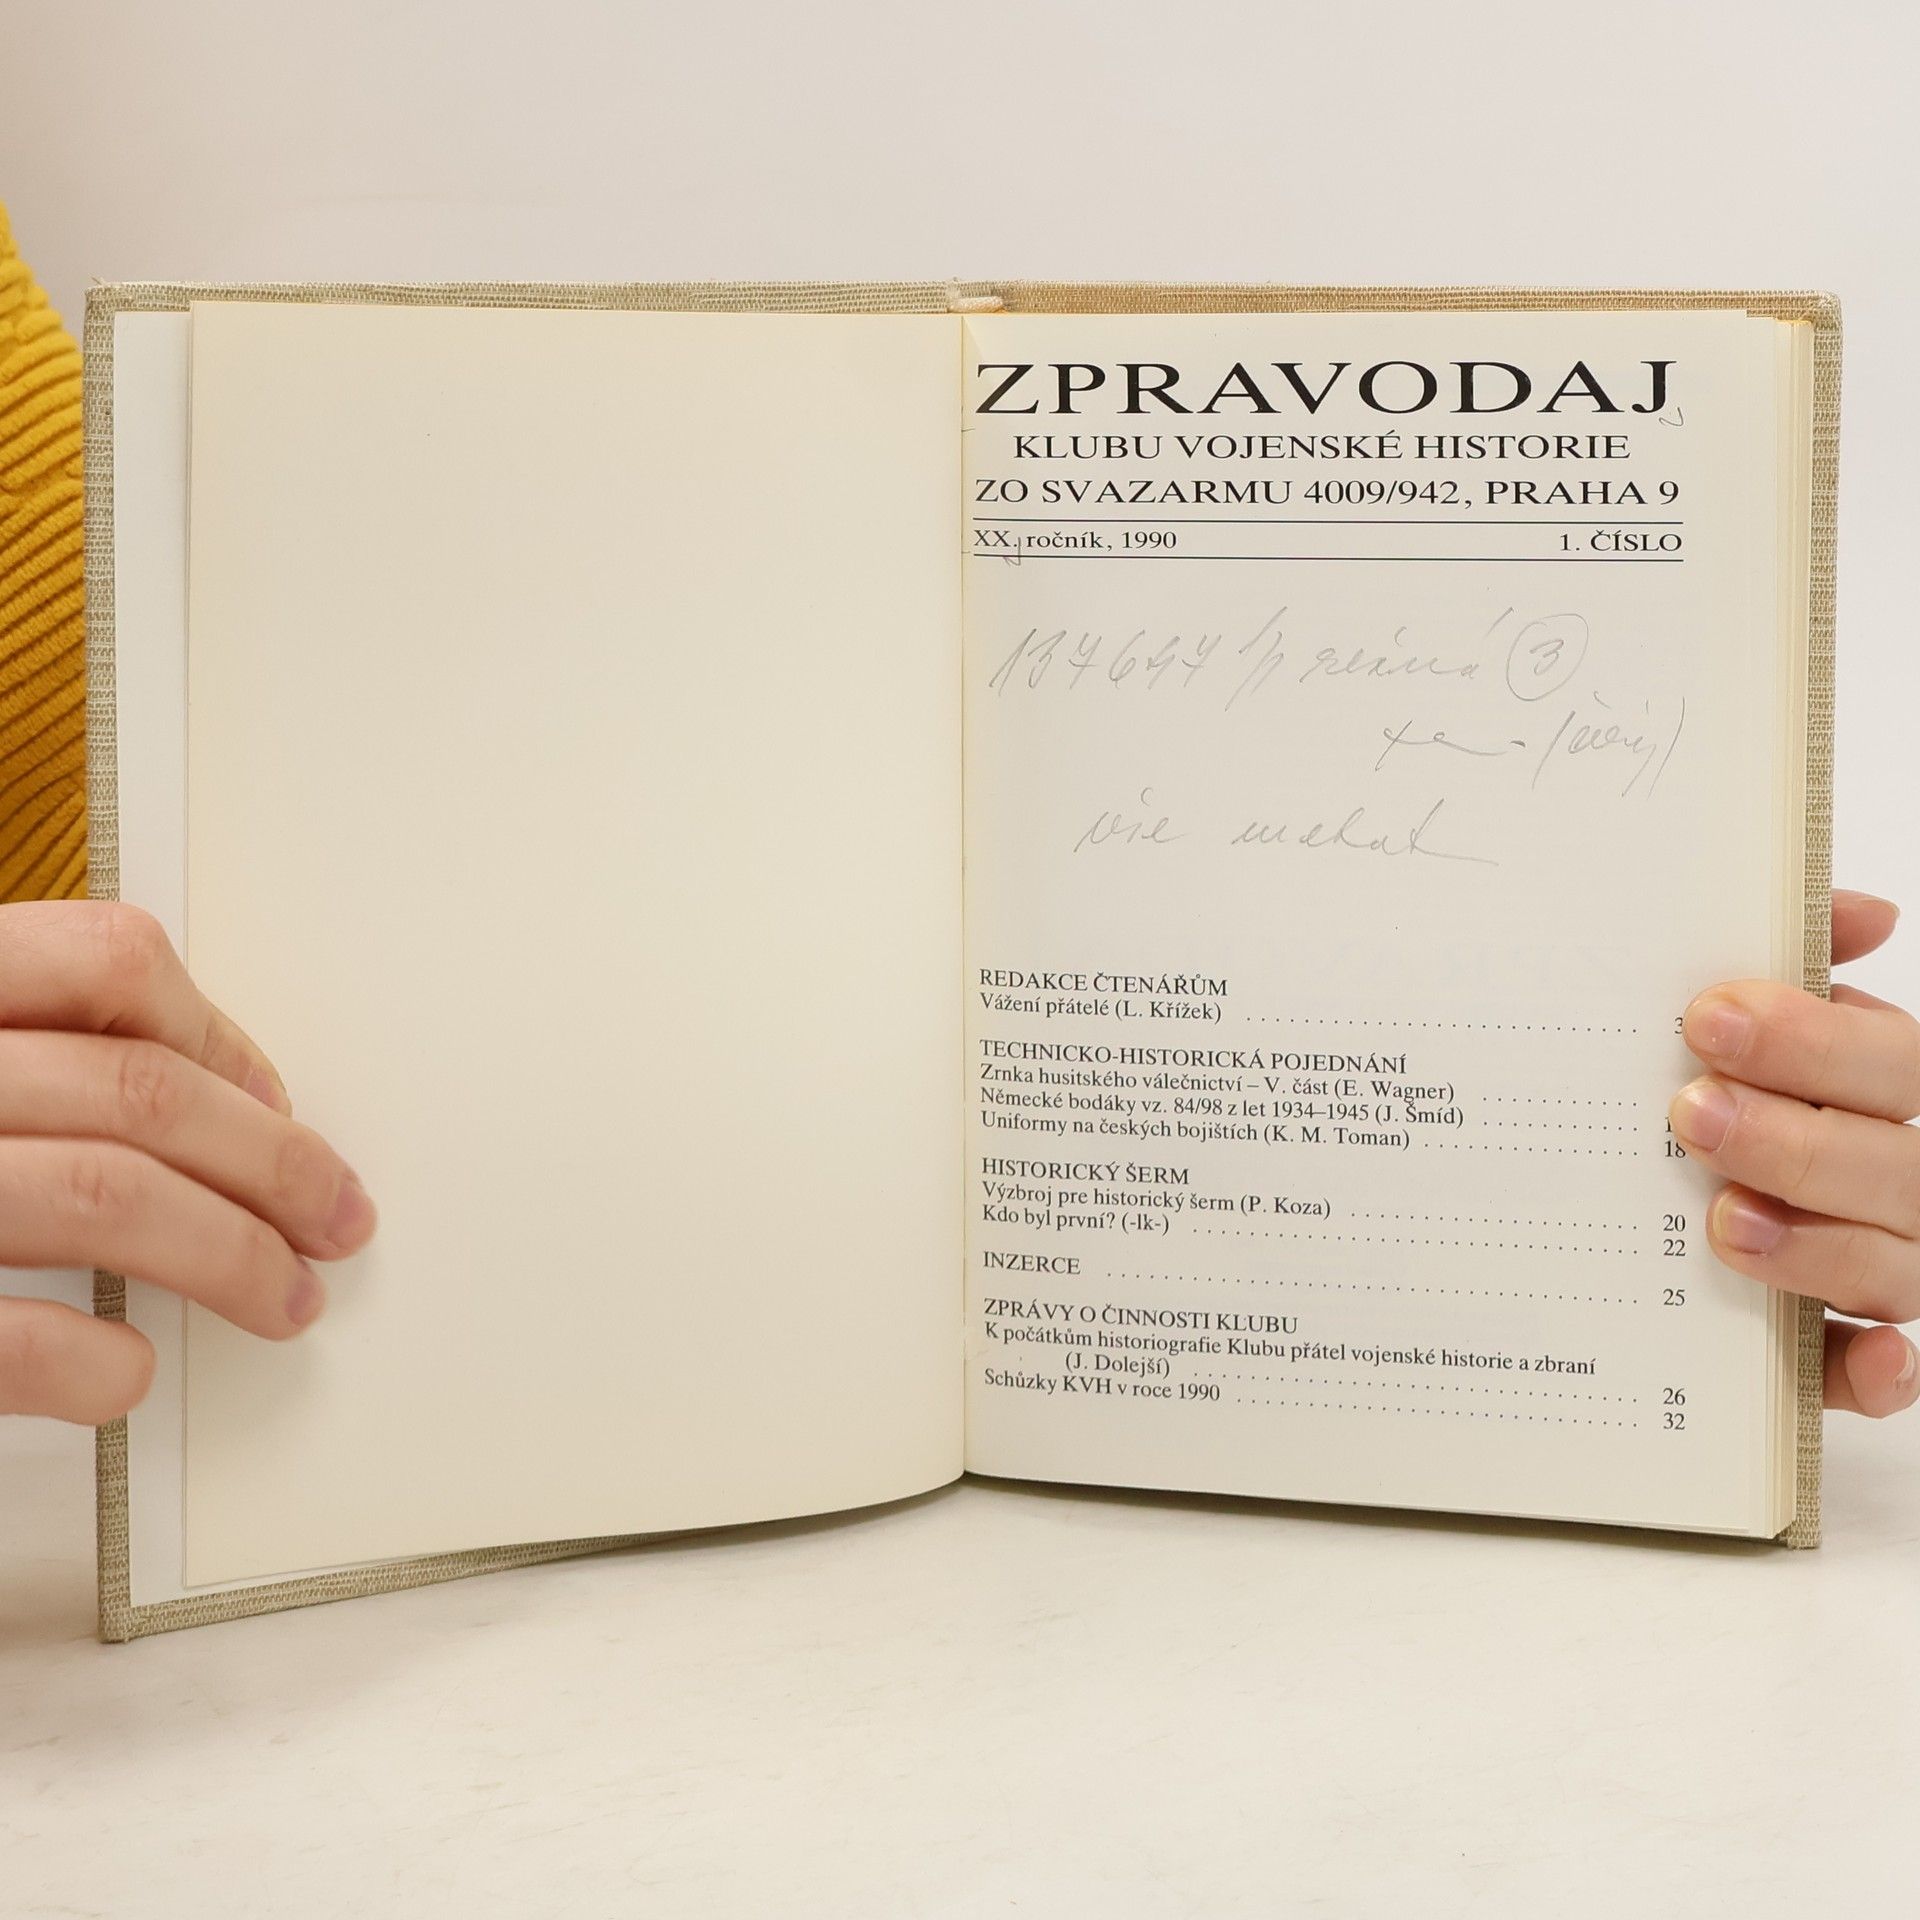 ZPRAVODAJ
KLUBU VOJENSKÉ HISTORIE
ZO SVAZARMU 4009/942, PRAHA 9
XX. ročník, 1990 1. ČÍSLO
3
vše
REDAKCE ČTENÁŘŮM
Vážení přátelé (L. Křížek) . . . . . . . . . . . . . . . . . . . . . . . . . . . . 3
TECHNICKO-HISTORICKÁ POJEDNÁNÍ
Zrnka husitského válečnictví – V. část (E. Wagner) . . . . . . . . . . .
Německé bodáky vz. 84/98 z let 1934–1945 (J. Šmíd) . . . . . . . . . . .
Uniformy na českých bojištích (K. M. Toman) . . . . . . . . . . . . . . . 18
HISTORICKÝ ŠERM
Výzbroj pre historický šerm (P. Koza) . . . . . . . . . . . . . . . . . . . . 20
Kdo byl první? (-lk-) . . . . . . . . . . . . . . . . . . . . . . . . . . . . . . . 22
INZERCE . . . . . . . . . . . . . . . . . . . . . . . . . . . . . . . . . . . . . 25
ZPRÁVY O ČINNOSTI KLUBU
K počátkům historiografie Klubu přátel vojenské historie a zbraní
(J. Dolejší) . . . . . . . . . . . . . . . . . . . . . . . . . . . . . . . 26
Schůzky KVH v roce 1990 . . . . . . . . . . . . . . . . . . . . . . . . . . . . 32